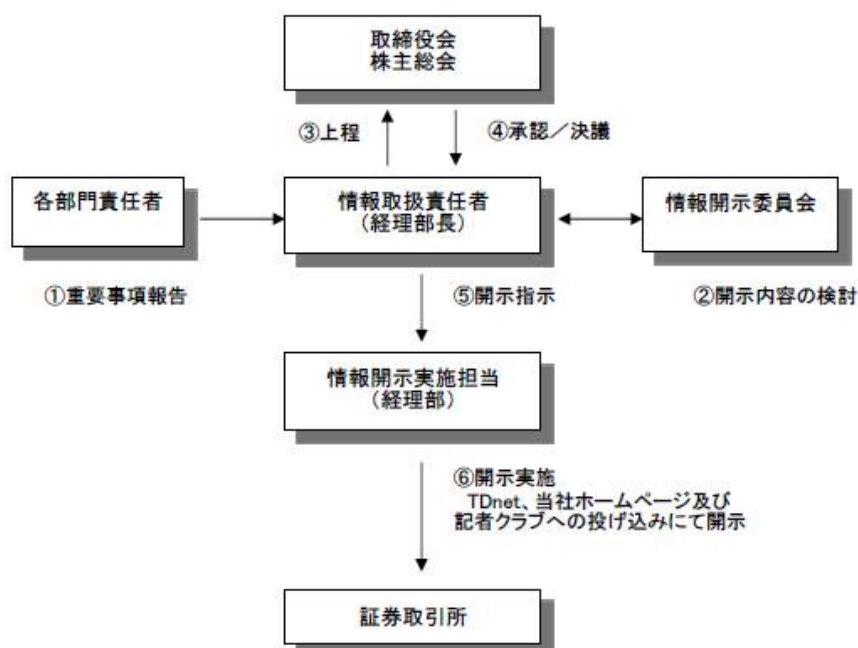 取締役会
株主総会
③上程
④承認／決議
各部門責任者
情報取扱責任者
（経理部長）
情報開示委員会
①重要事項報告
⑤開示指示
②開示内容の検討
情報開示実施担当
（経理部）
⑥開示実施
TDnet、当社ホームページ及び
記者クラブへの投げ込みにて開示
証券取引所